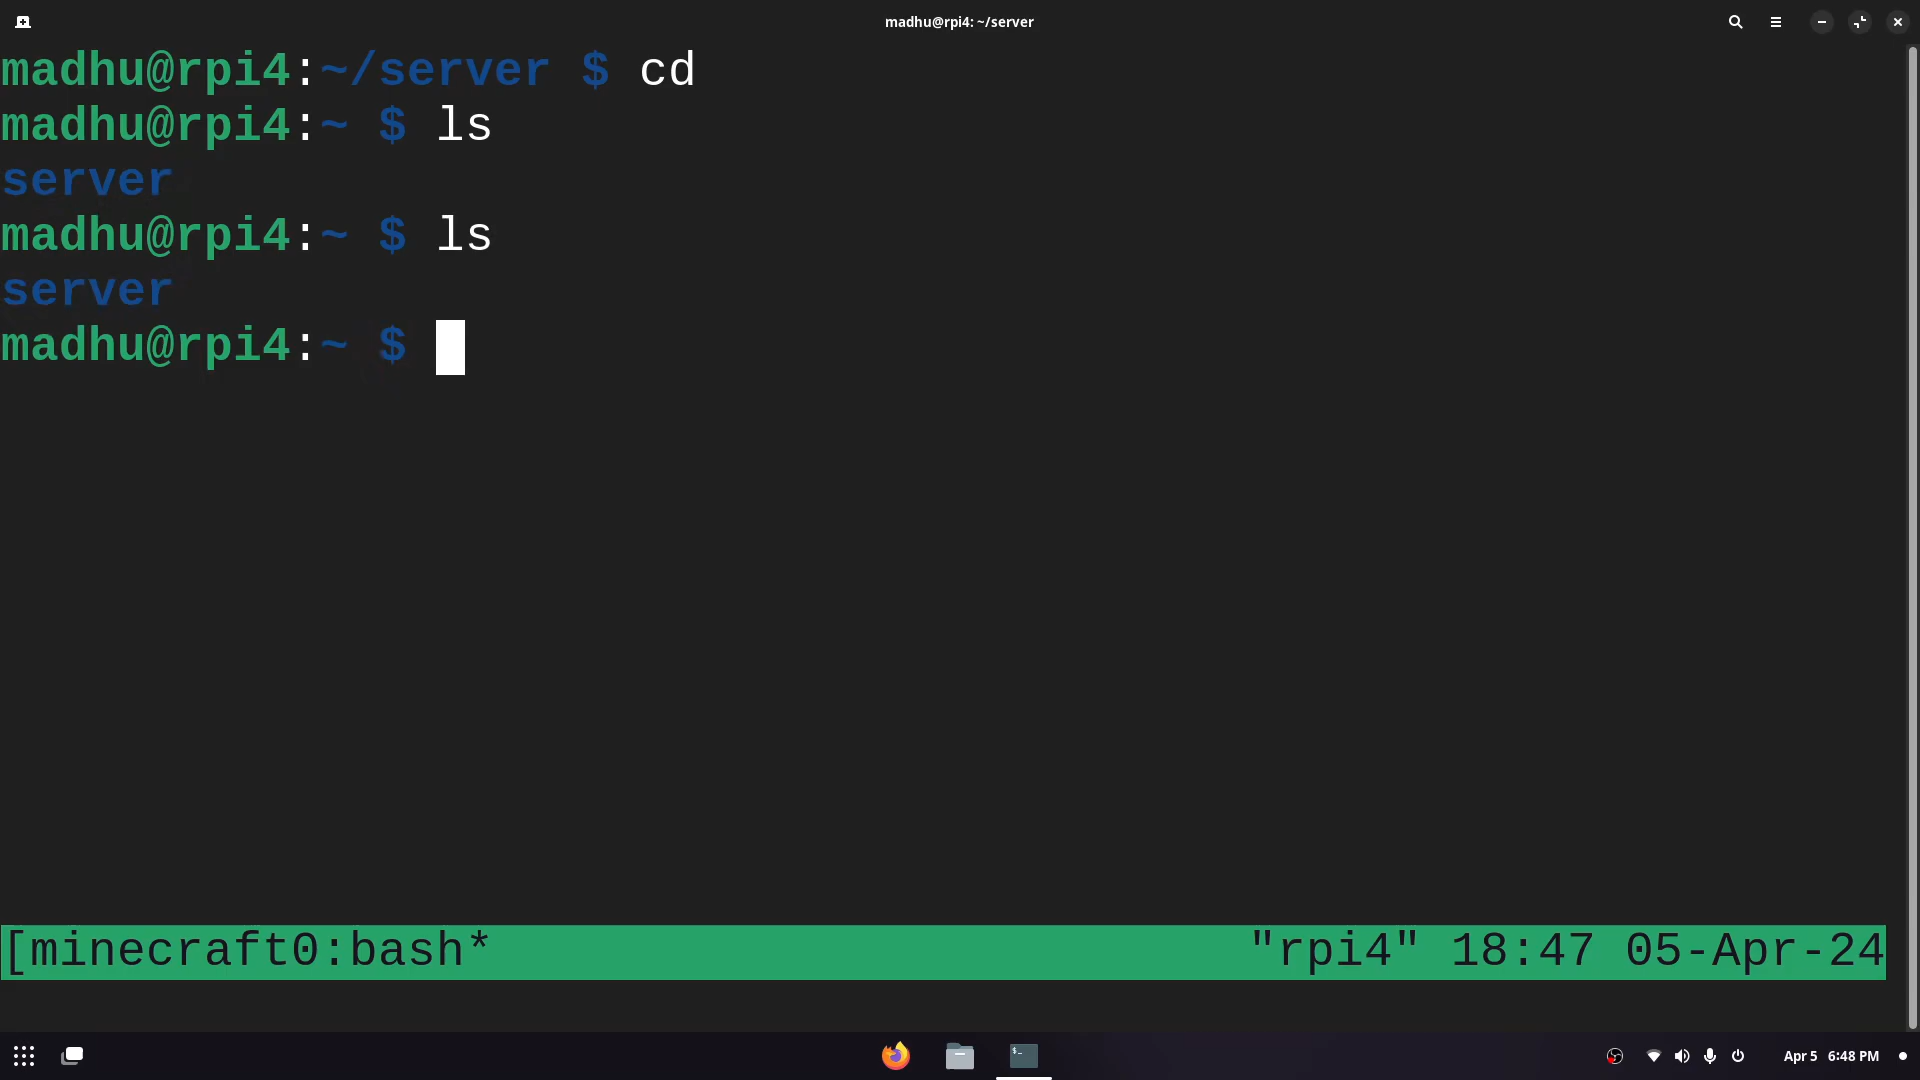 madhu@rpi4: ~/server
madhu@rpi4:~/server $ cd
madhu@rpi4:~ $ ls
server
madhu@rpi4:~ $ ls
server
madhu@rpi4:~ $
[minecraft0:bash* "rpi4" 18:47 05-Apr-24
Apr 5 6:48 PM